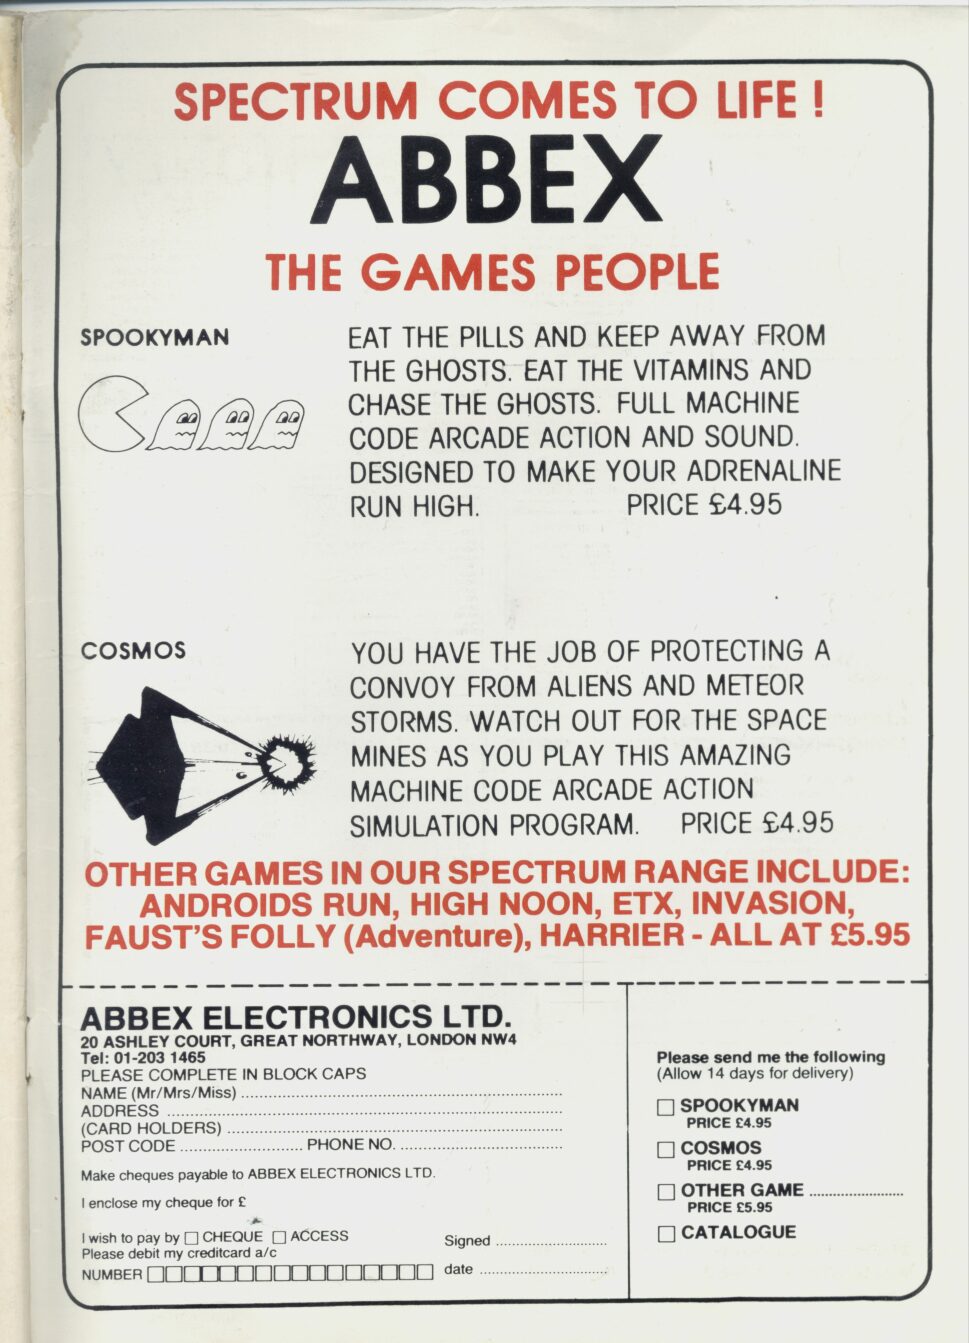 SPECTRUM COMES TO LIFE !
ABBEX
THE GAMES PEOPLE
SPOOKYMAN
EAT THE PILLS AND KEEP AWAY FROM
THE GHOSTS. EAT THE VITAMINS AND
CHASE THE GHOSTS. FULL MACHINE
CODE ARCADE ACTION AND SOUND.
DESIGNED TO MAKE YOUR ADRENALINE
RUN HIGH. PRICE £4.95
COSMOS
YOU HAVE THE JOB OF PROTECTING A
CONVOY FROM ALIENS AND METEOR
STORMS. WATCH OUT FOR THE SPACE
MINES AS YOU PLAY THIS AMAZING
MACHINE CODE ARCADE ACTION
SIMULATION PROGRAM. PRICE £4.95
OTHER GAMES IN OUR SPECTRUM RANGE INCLUDE:
ANDROIDS RUN, HIGH NOON, ETX, INVASION,
FAUST'S FOLLY (Adventure), HARRIER - ALL AT £5.95
ABBEX ELECTRONICS LTD.
20 ASHLEY COURT, GREAT NORTHWAY, LONDON NW4
Tel: 01-203 1465
PLEASE COMPLETE IN BLOCK CAPS
NAME (Mr/Mrs/Miss) ....................
ADDRESS ....................
(CARD HOLDERS) ....................
POST CODE .................... PHONE NO. ....................
Make cheques payable to ABBEX ELECTRONICS LTD.
I enclose my cheque for £
I wish to pay by □ CHEQUE □ ACCESS
Please debit my creditcard a/c
NUMBER □□□□□□□□□□□□□□□□
Signed ....................
date ....................
Please send me the following
(Allow 14 days for delivery)
□ SPOOKYMAN
PRICE £4.95
□ COSMOS
PRICE £4.95
□ OTHER GAME ....................
PRICE £5.95
□ CATALOGUE